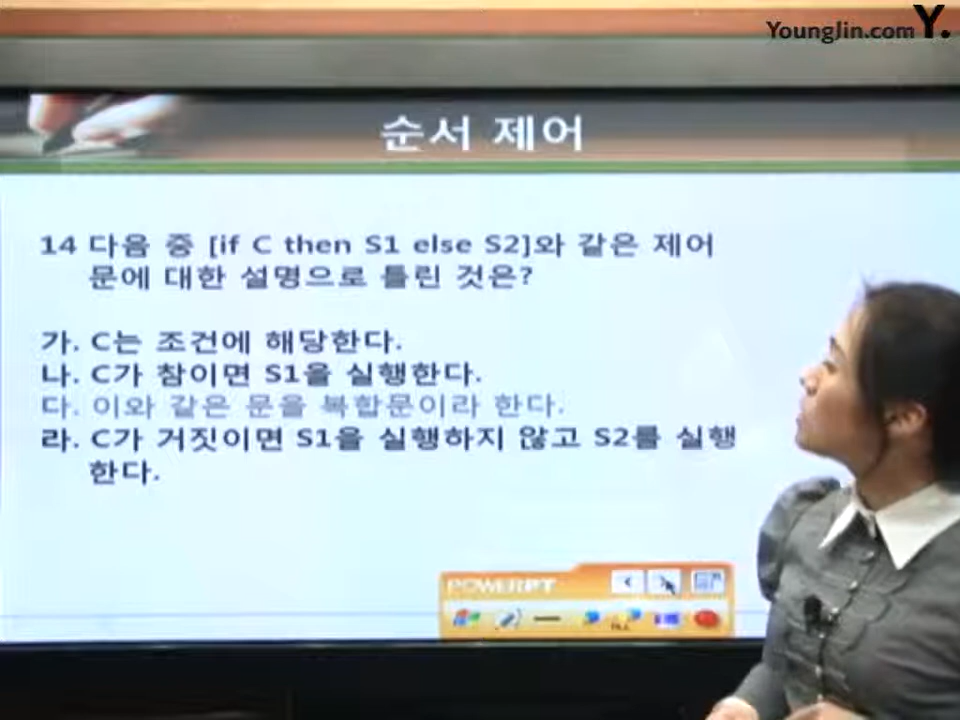 YoungJin.com Y.
순서 제어
14 다음 중 [if C then S1 else S2]와 같은 제어
문에 대한 설명으로 틀린 것은?
가. C는 조건에 해당한다.
나. C가 참이면 S1을 실행한다.
다. 이와 같은 문을 복합문이라 한다.
라. C가 거짓이면 S1을 실행하지 않고 S2를 실행
한다.
POWERPT